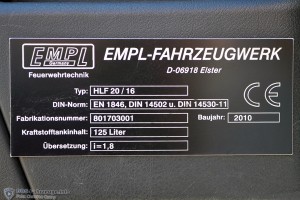 EMPL
Feuerwehrtechnik
EMPL-FAHRZEUGWERK
D-06918 Elster
Typ: HLF 20 / 16
DIN-Norm: EN 1846, DIN 14502 u. DIN 14530-11
Fabrikationsnummer: 801703001
Baujahr: 2010
Kraftstofftankinhalt: 125 Liter
Übersetzung: i=1,8
CE